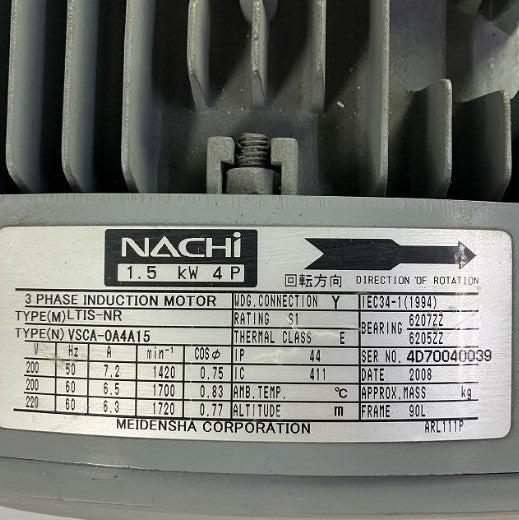 NACHi
1.5 kW 4P
回転方向 DIRECTION OF ROTATION
3 PHASE INDUCTION MOTOR
TYPE(M) LTIS-NR
TYPE(N) VSCA-0A4A15
V Hz A min⁻¹ COSφ
200 50 7.2 1420 0.75
200 60 6.5 1700 0.83
220 60 6.3 1720 0.77
WDG.CONNECTION Y
RATING S1
THERMAL CLASS E
IP 44
IC 411
AMB.TEMP. ℃
ALTITUDE m
IEC34-1(1994)
BEARING 6207ZZ
6205ZZ
SER NO. 4D70040039
DATE 2008
APPROX.MASS kg
FRAME 90L
MEIDENSHA CORPORATION
ARL111P